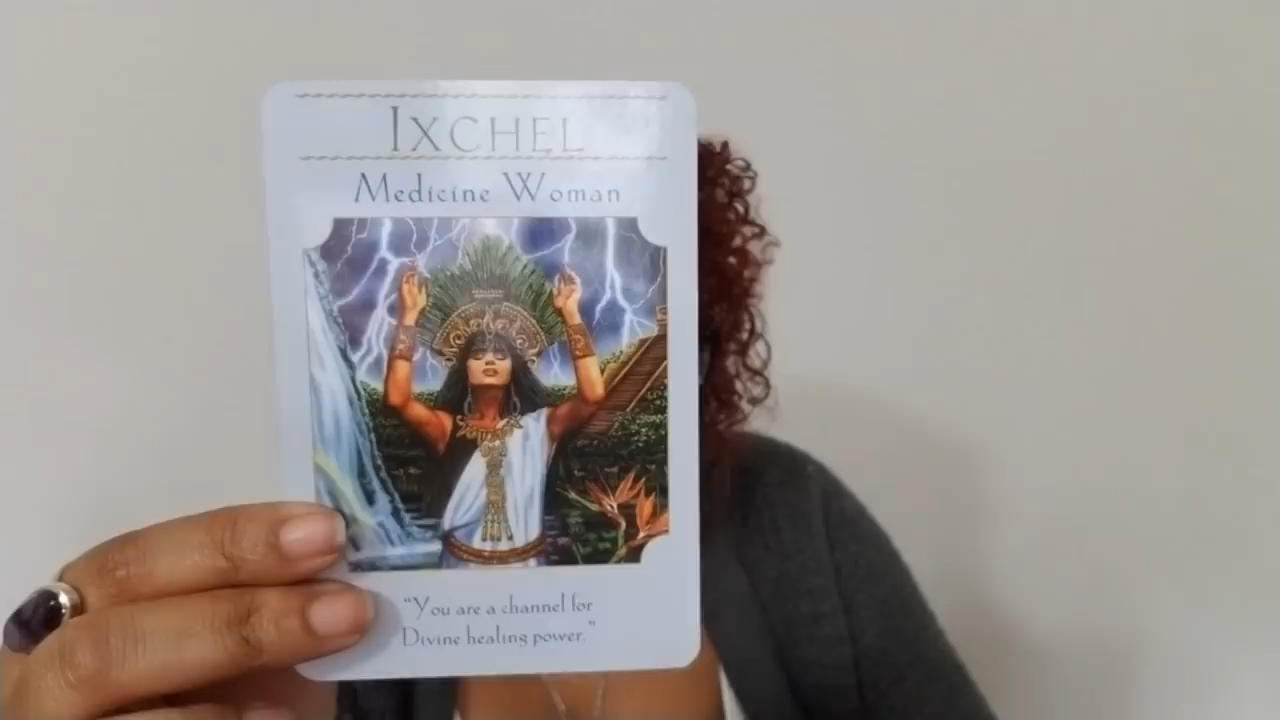 IXCHEL
Medicine Woman
“You are a channel for
Divine healing power.”